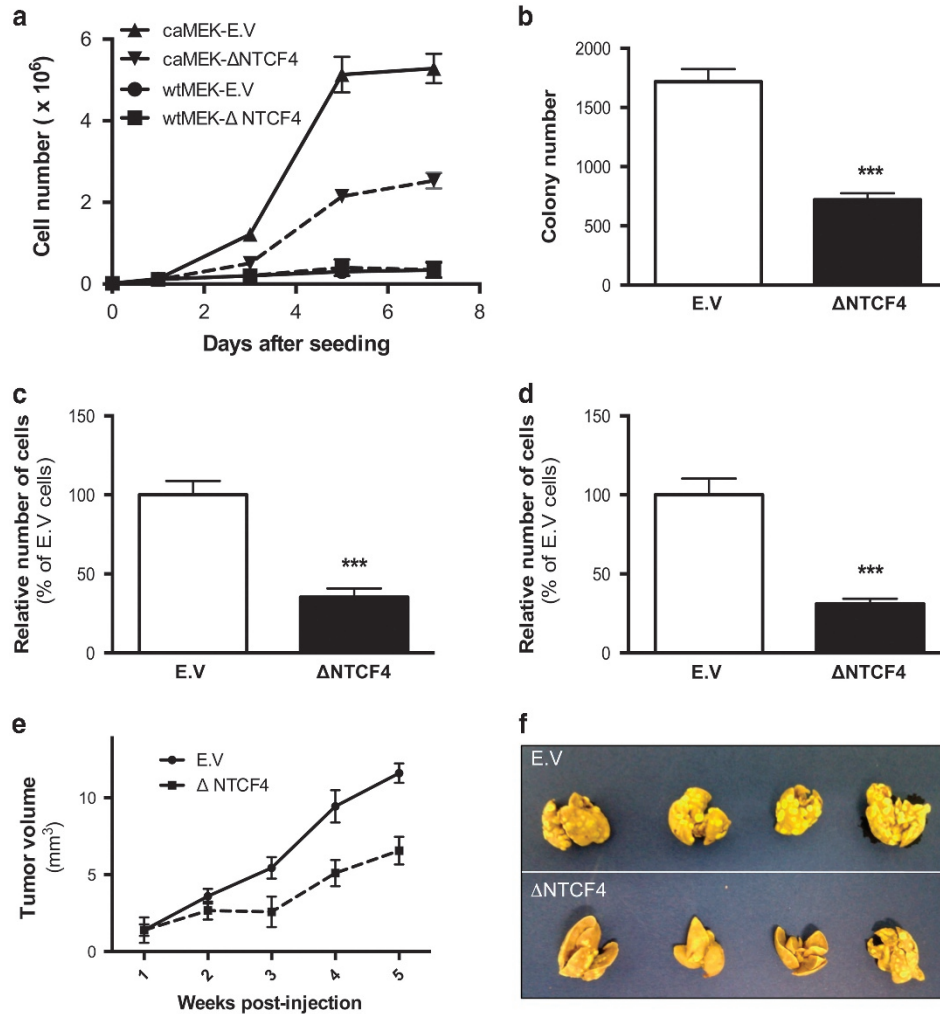 a
caMEK-E.V
caMEK-ΔNTCF4
wtMEK-E.V
wtMEK-Δ NTCF4
Cell number ( x 10⁶)
6
4
2
0
0
2
4
6
8
Days after seeding
b
Colony number
2000
1500
1000
500
0
***
E.V
ΔNTCF4
c
Relative number of cells
(% of E.V cells)
150
100
50
0
***
E.V
ΔNTCF4
d
Relative number of cells
(% of E.V cells)
150
100
50
0
***
E.V
ΔNTCF4
e
E.V
Δ NTCF4
Tumor volume
(mm³)
10
5
0
1
2
3
4
5
Weeks post-injection
f
E.V
ΔNTCF4